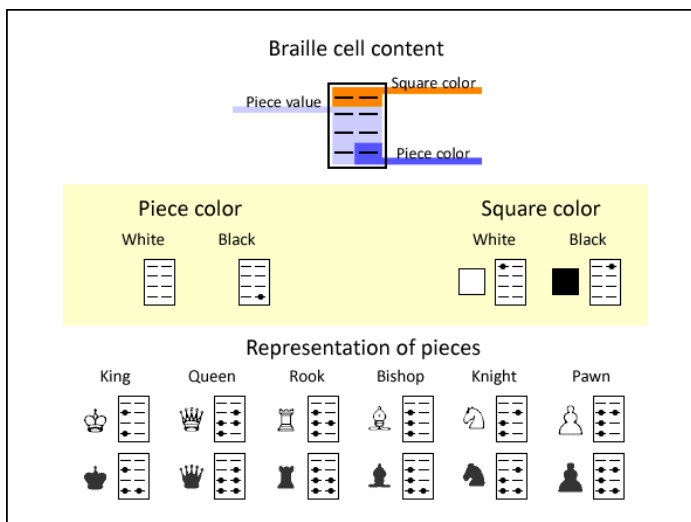 Braille cell content
Square color
Piece value
Piece color
Piece color Square color
White Black White Black
Representation of pieces
King Queen Rook Bishop Knight Pawn